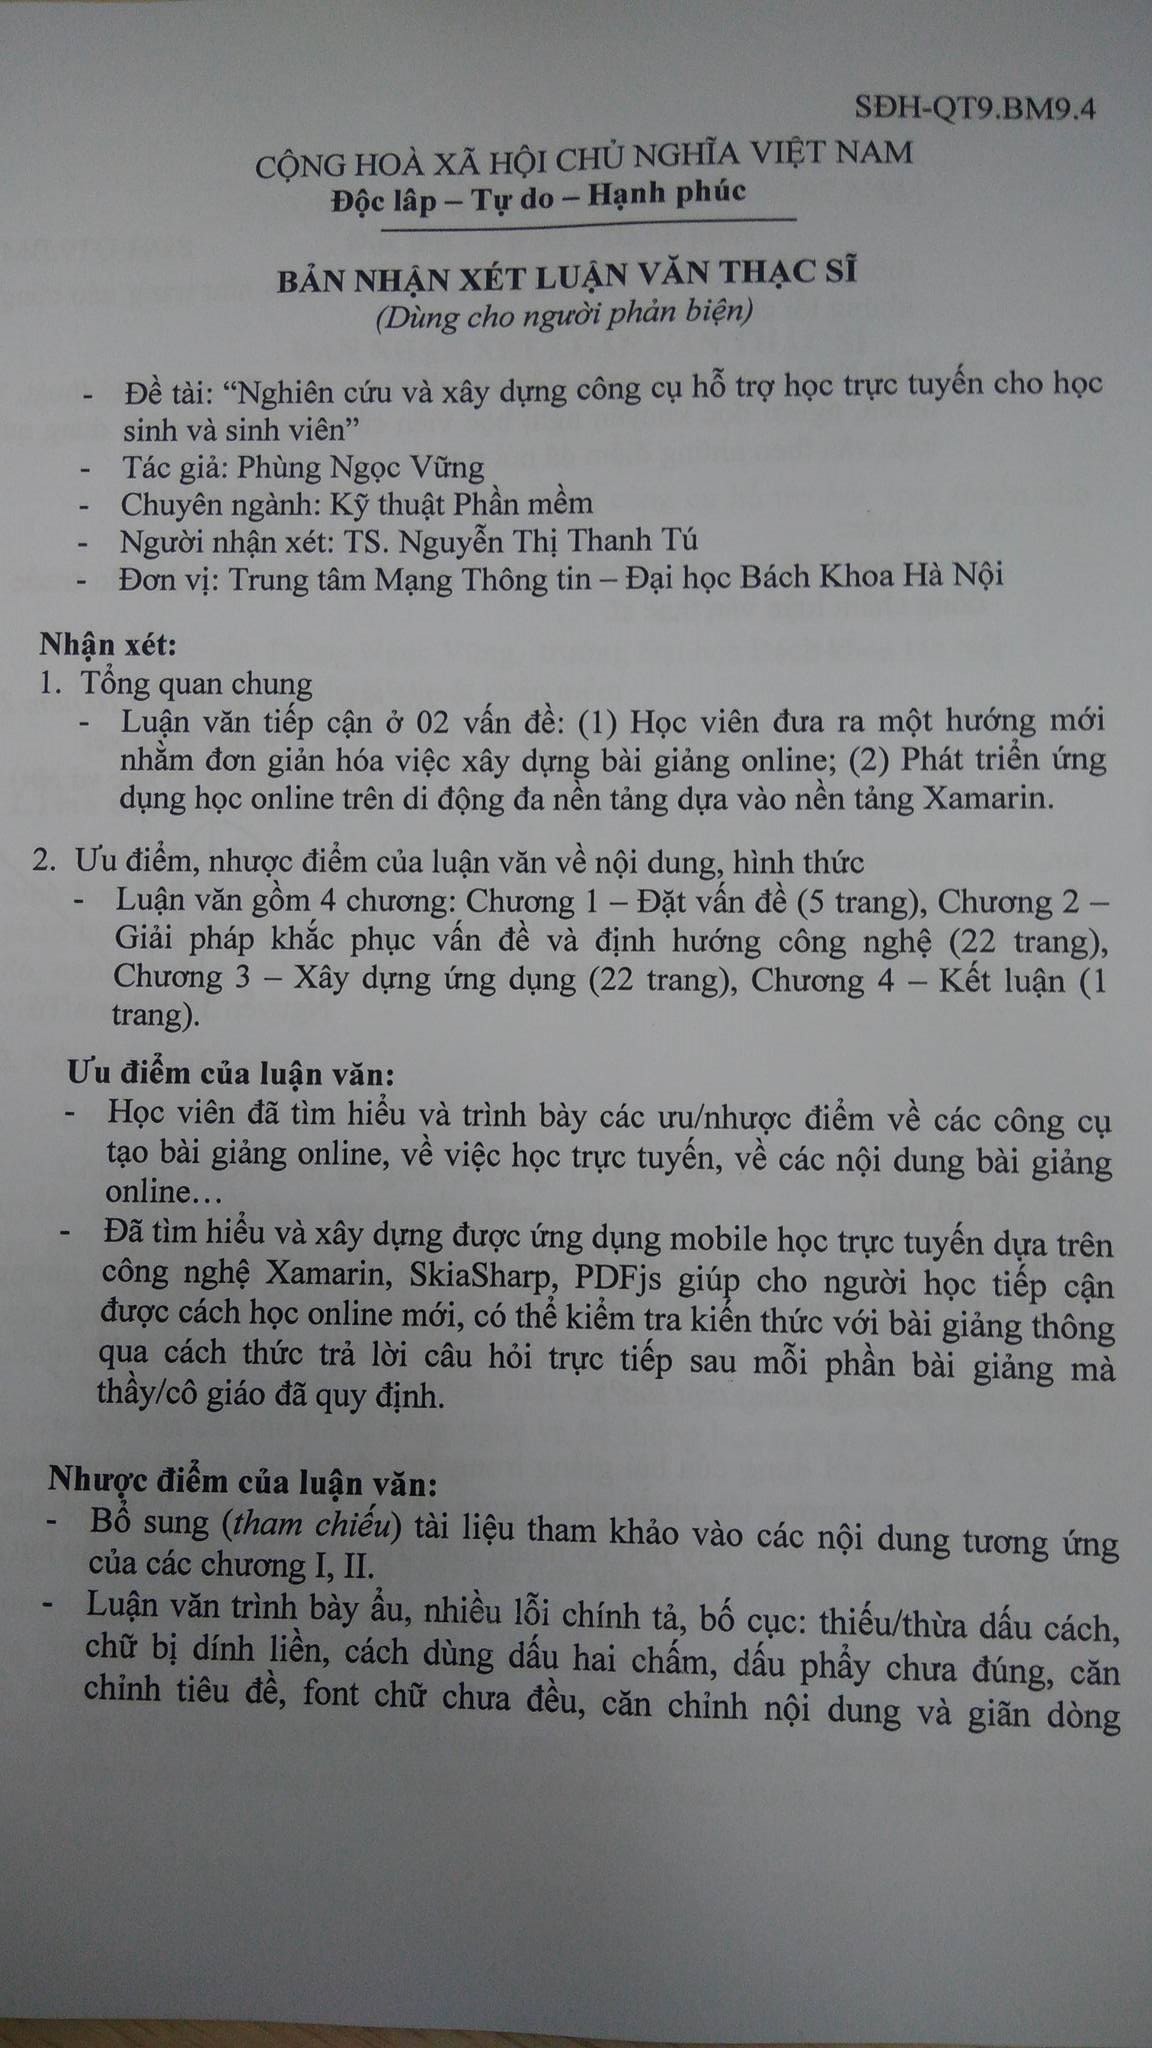 SĐH-QT9.BM9.4
CỘNG HOÀ XÃ HỘI CHỦ NGHĨA VIỆT NAM
Độc lâp – Tự do – Hạnh phúc
BẢN NHẬN XÉT LUẬN VĂN THẠC SĨ
(Dùng cho người phản biện)
- Đề tài: “Nghiên cứu và xây dựng công cụ hỗ trợ học trực tuyến cho học
sinh và sinh viên”
- Tác giả: Phùng Ngọc Vững
- Chuyên ngành: Kỹ thuật Phần mềm
- Người nhận xét: TS. Nguyễn Thị Thanh Tú
- Đơn vị: Trung tâm Mạng Thông tin – Đại học Bách Khoa Hà Nội
Nhận xét:
1. Tổng quan chung
- Luận văn tiếp cận ở 02 vấn đề: (1) Học viên đưa ra một hướng mới
nhằm đơn giản hóa việc xây dựng bài giảng online; (2) Phát triển ứng
dụng học online trên di động đa nền tảng dựa vào nền tảng Xamarin.
2. Ưu điểm, nhược điểm của luận văn về nội dung, hình thức
- Luận văn gồm 4 chương: Chương 1 – Đặt vấn đề (5 trang), Chương 2 –
Giải pháp khắc phục vấn đề và định hướng công nghệ (22 trang),
Chương 3 – Xây dựng ứng dụng (22 trang), Chương 4 – Kết luận (1
trang).
Ưu điểm của luận văn:
- Học viên đã tìm hiểu và trình bày các ưu/nhược điểm về các công cụ
tạo bài giảng online, về việc học trực tuyến, về các nội dung bài giảng
online…
- Đã tìm hiểu và xây dựng được ứng dụng mobile học trực tuyến dựa trên
công nghệ Xamarin, SkiaSharp, PDFjs giúp cho người học tiếp cận
được cách học online mới, có thể kiểm tra kiến thức với bài giảng thông
qua cách thức trả lời câu hỏi trực tiếp sau mỗi phần bài giảng mà
thầy/cô giáo đã quy định.
Nhược điểm của luận văn:
- Bổ sung (tham chiếu) tài liệu tham khảo vào các nội dung tương ứng
của các chương I, II.
- Luận văn trình bày ẩu, nhiều lỗi chính tả, bố cục: thiếu/thừa dấu cách,
chữ bị dính liền, cách dùng dấu hai chấm, dấu phẩy chưa đúng, căn
chỉnh tiêu đề, font chữ chưa đều, căn chỉnh nội dung và giãn dòng